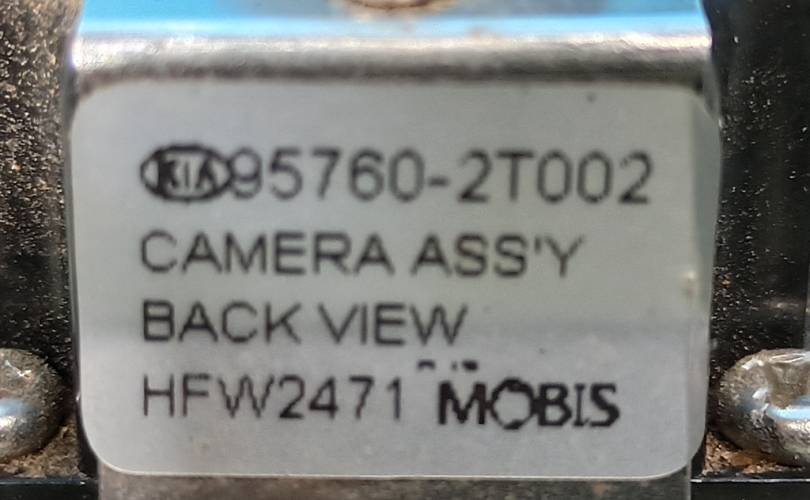 KIA 95760-2T002
CAMERA ASS'Y
BACK VIEW
HFW2471 MOBIS